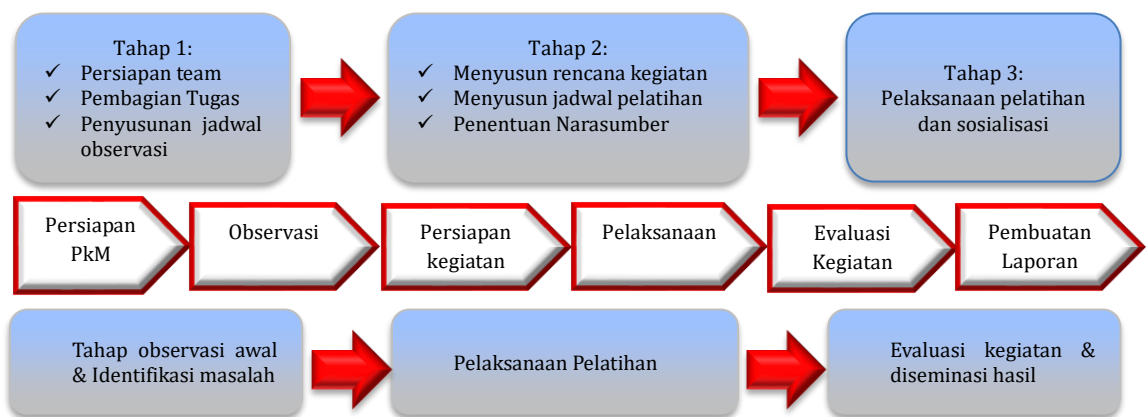 Tahap 1:
✓ Persiapan team
✓ Pembagian Tugas
✓ Penyusunan jadwal
observasi
Tahap 2:
✓ Menyusun rencana kegiatan
✓ Menyusun jadwal pelatihan
✓ Penentuan Narasumber
Tahap 3:
Pelaksanaan pelatihan
dan sosialisasi
Persiapan
PkM
Observasi
Persiapan
kegiatan
Pelaksanaan
Evaluasi
Kegiatan
Pembuatan
Laporan
Tahap observasi awal
& Identifikasi masalah
Pelaksanaan Pelatihan
Evaluasi kegiatan &
diseminasi hasil